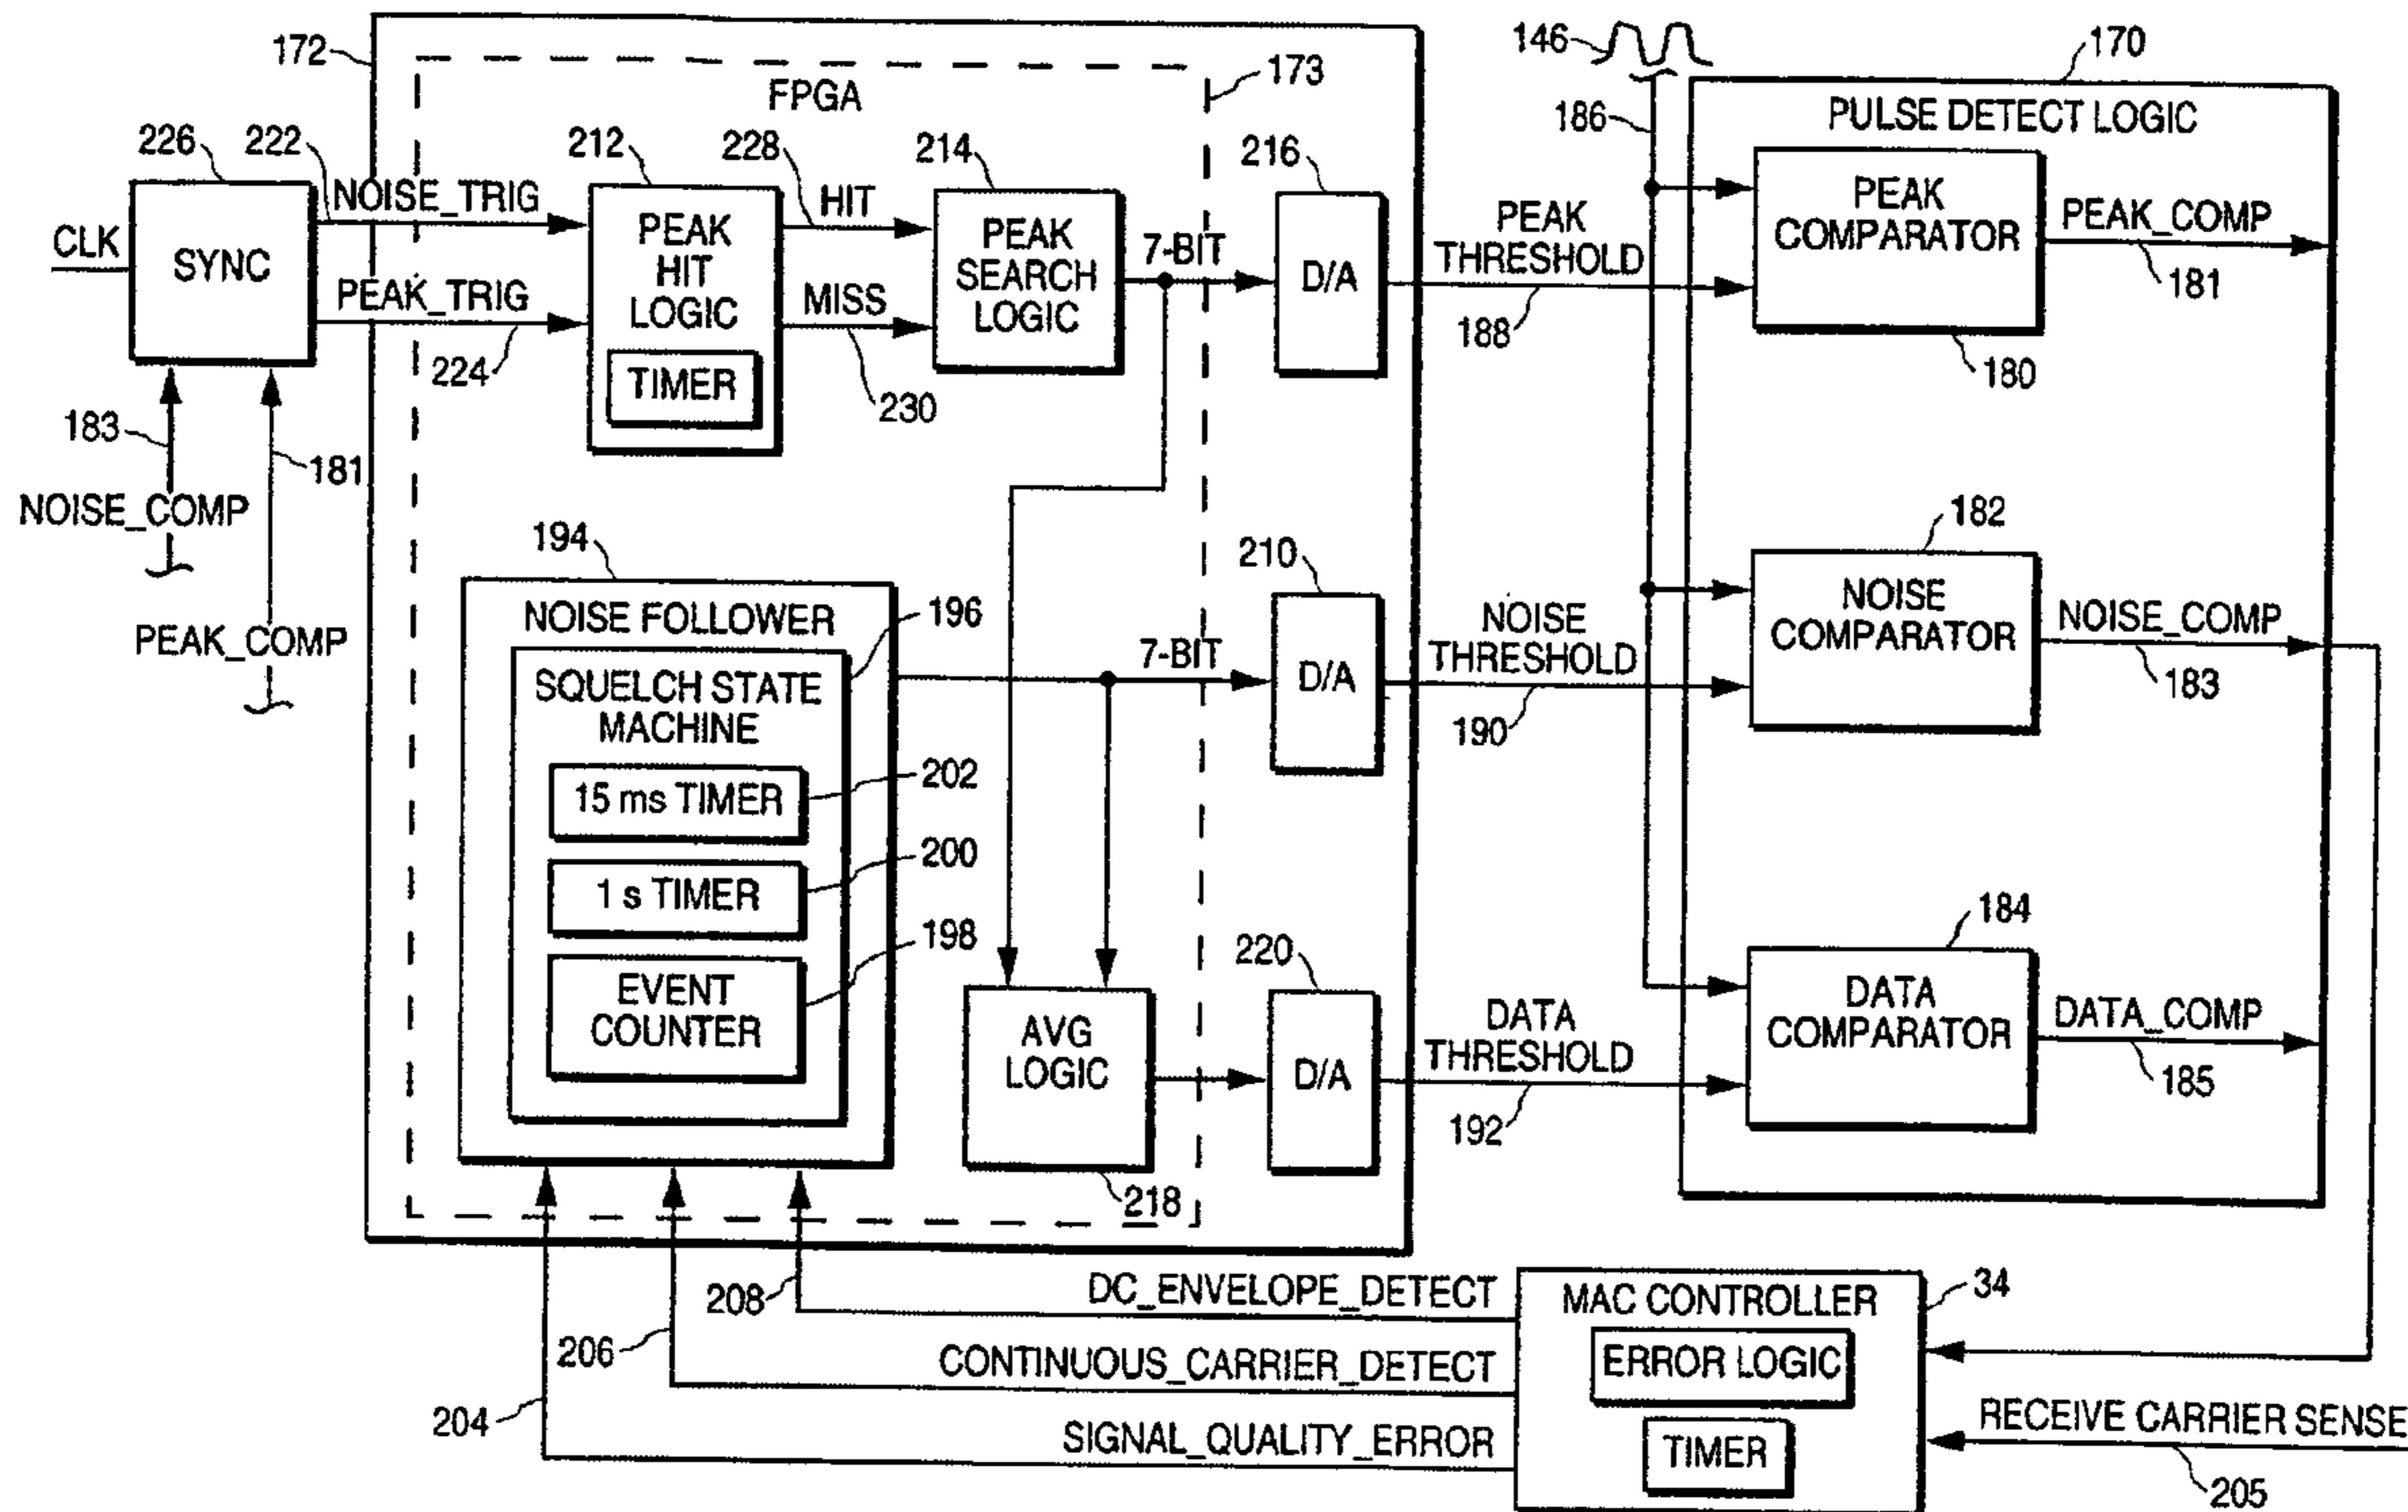 172
173
FPGA
146
170
186
PULSE DETECT LOGIC
226
222
NOISE_TRIG
212
228
HIT
214
216
CLK
SYNC
PEAK_TRIG
224
PEAK
HIT
LOGIC
TIMER
MISS
230
PEAK
SEARCH
LOGIC
7-BIT
D/A
PEAK
THRESHOLD
188
PEAK
COMPARATOR
PEAK_COMP
181
180
183
181
NOISE_COMP
PEAK_COMP
194
NOISE FOLLOWER
196
SQUELCH STATE
MACHINE
15 ms TIMER
202
1 s TIMER
200
EVENT
COUNTER
198
7-BIT
210
D/A
NOISE
THRESHOLD
190
182
NOISE
COMPARATOR
NOISE_COMP
183
AVG
LOGIC
218
220
D/A
DATA
THRESHOLD
192
184
DATA
COMPARATOR
DATA_COMP
185
208
DC_ENVELOPE_DETECT
206
CONTINUOUS_CARRIER_DETECT
204
SIGNAL_QUALITY_ERROR
MAC CONTROLLER
34
ERROR LOGIC
TIMER
RECEIVE CARRIER SENSE
205